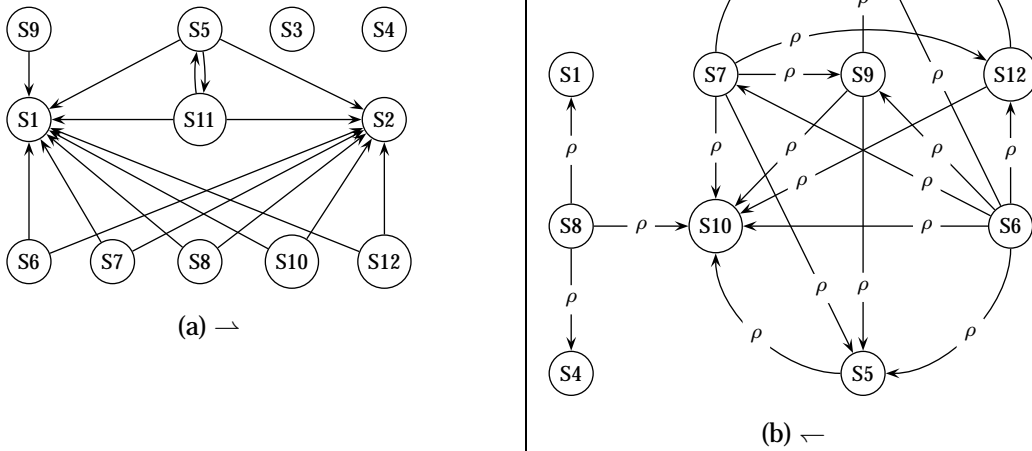 S9 S5 S3 S4
S1 S11 S2
S6 S7 S8 S10 S12
(a) ⇀
ρ
ρ
ρ
S1 S7 ρ S9 S12
ρ ρ ρ ρ ρ
ρ ρ
S8 ρ S10 ρ S6
ρ ρ ρ
ρ ρ
S4 S5
(b) ↽